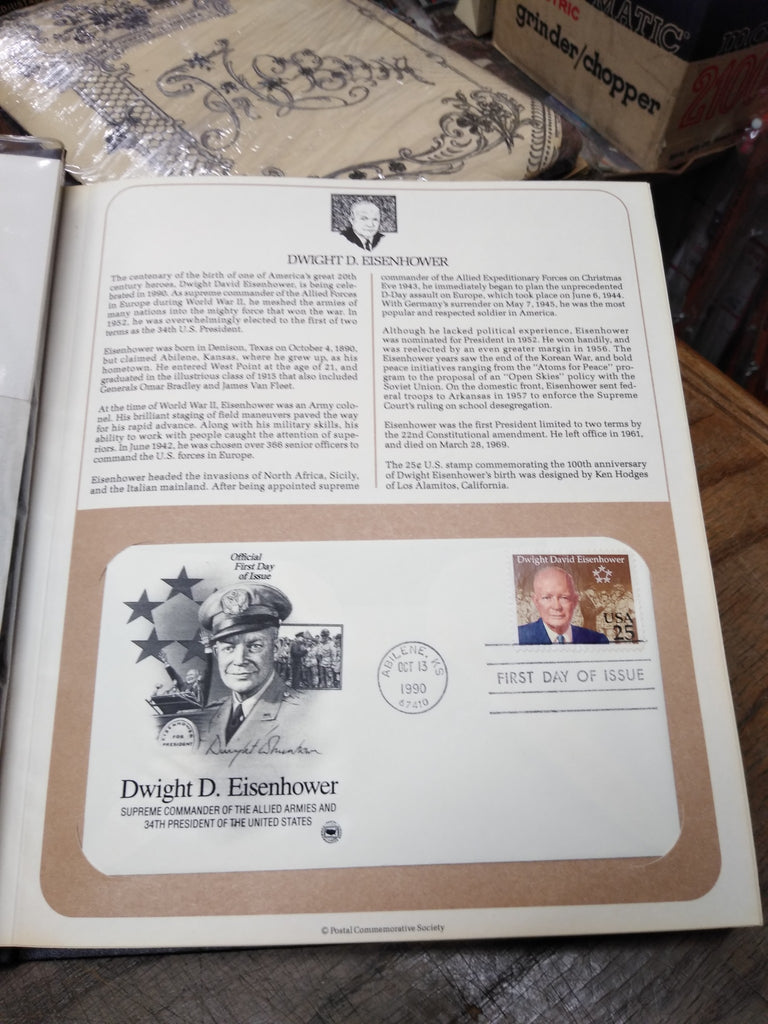 TRIC
MATIC
grinder/chopper
mo
2101
DWIGHT D. EISENHOWER
The centenary of the birth of one of America's great 20th
century heroes, Dwight David Eisenhower, is being cele-
brated in 1990. As supreme commander of the Allied Forces
in Europe during World War II, he meshed the armies of
many nations into the mighty force that won the war. In
1952, he was overwhelmingly elected to the first of two
terms as the 34th U.S. President.
Eisenhower was born in Denison, Texas on October 4, 1890,
but claimed Abilene, Kansas, where he grew up, as his
hometown. He entered West Point at the age of 21, and
graduated in the illustrious class of 1915 that also included
Generals Omar Bradley and James Van Fleet.
At the time of World War II, Eisenhower was an Army colo-
nel. His brilliant staging of field maneuvers paved the way
for his rapid advance. Along with his military skills, his
ability to work with people caught the attention of supe-
riors. In June 1942, he was chosen over 366 senior officers to
command the U.S. forces in Europe.
Eisenhower headed the invasions of North Africa, Sicily,
and the Italian mainland. After being appointed supreme
commander of the Allied Expeditionary Forces on Christmas
Eve 1943, he immediately began to plan the unprecedented
D-Day assault on Europe, which took place on June 6, 1944.
With Germany's surrender on May 7, 1945, he was the most
popular and respected soldier in America.
Although he lacked political experience, Eisenhower
was nominated for President in 1952. He won handily, and
was reelected by an even greater margin in 1956. The
Eisenhower years saw the end of the Korean War, and bold
peace initiatives ranging from the "Atoms for Peace" pro-
gram to the proposal of an "Open Skies" policy with the
Soviet Union. On the domestic front, Eisenhower sent fed-
eral troops to Arkansas in 1957 to enforce the Supreme
Court's ruling on school desegregation.
Eisenhower was the first President limited to two terms by
the 22nd Constitutional amendment. He left office in 1961,
and died on March 28, 1969.
The 25¢ U.S. stamp commemorating the 100th anniversary
of Dwight Eisenhower's birth was designed by Ken Hodges
of Los Alamitos, California.
Official
First Day
of Issue
EISENHOWER
FOR
PRESIDENT
Dwight D. Eisenhower
Dwight D. Eisenhower
SUPREME COMMANDER OF THE ALLIED ARMIES AND
34TH PRESIDENT OF THE UNITED STATES
ABILENE, KS
OCT 13
1990
67410
Dwight David Eisenhower
USA
25
FIRST DAY OF ISSUE
© Postal Commemorative Society